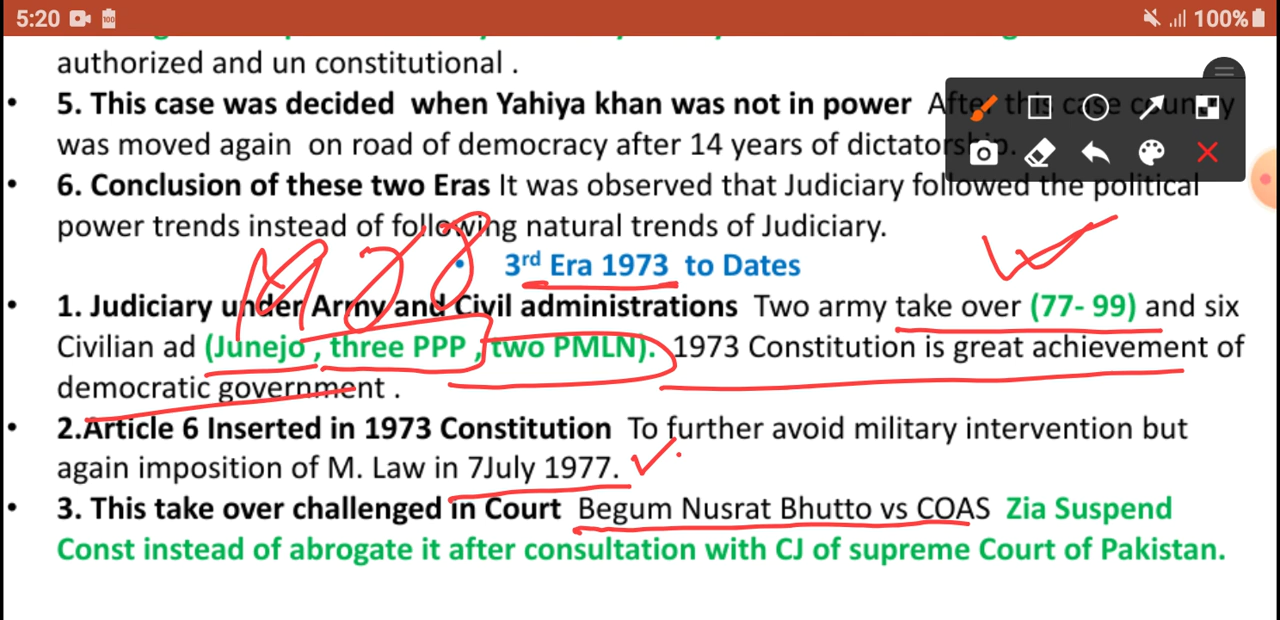 5:20 100%
authorized and un constitutional .
• 5. This case was decided when Yahiya khan was not in power After this case country
was moved again on road of democracy after 14 years of dictatorship.
• 6. Conclusion of these two Eras It was observed that Judiciary followed the political
power trends instead of following natural trends of Judiciary.
• 3rd Era 1973 to Dates
• 1. Judiciary under Army and Civil administrations Two army take over (77- 99) and six
Civilian ad (Junejo , three PPP , two PMLN). 1973 Constitution is great achievement of
democratic government .
• 2.Article 6 Inserted in 1973 Constitution To further avoid military intervention but
again imposition of M. Law in 7July 1977.
• 3. This take over challenged in Court Begum Nusrat Bhutto vs COAS Zia Suspend
Const instead of abrogate it after consultation with CJ of supreme Court of Pakistan.